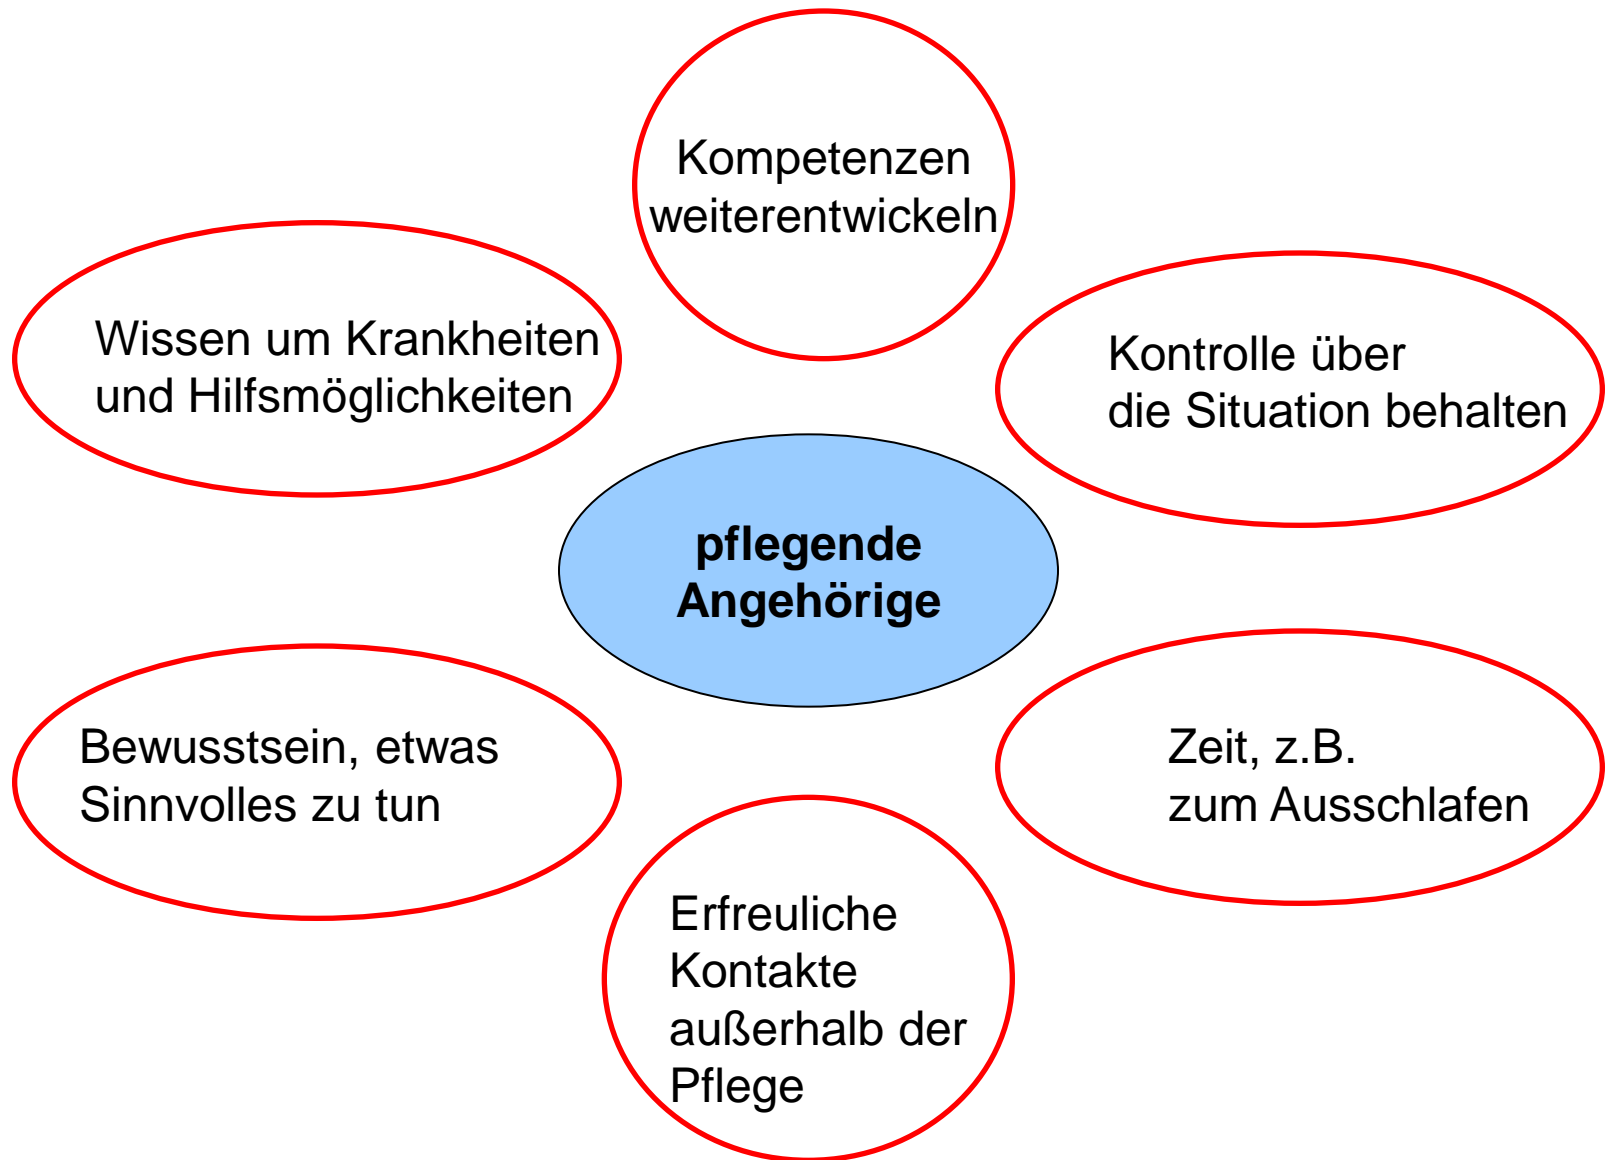 Kompetenzen
weiterentwickeln
Wissen um Krankheiten
und Hilfsmöglichkeiten
Kontrolle über
die Situation behalten
pflegende
Angehörige
Bewusstsein, etwas
Sinnvolles zu tun
Zeit, z.B.
zum Ausschlafen
Erfreuliche
Kontakte
außerhalb der
Pflege